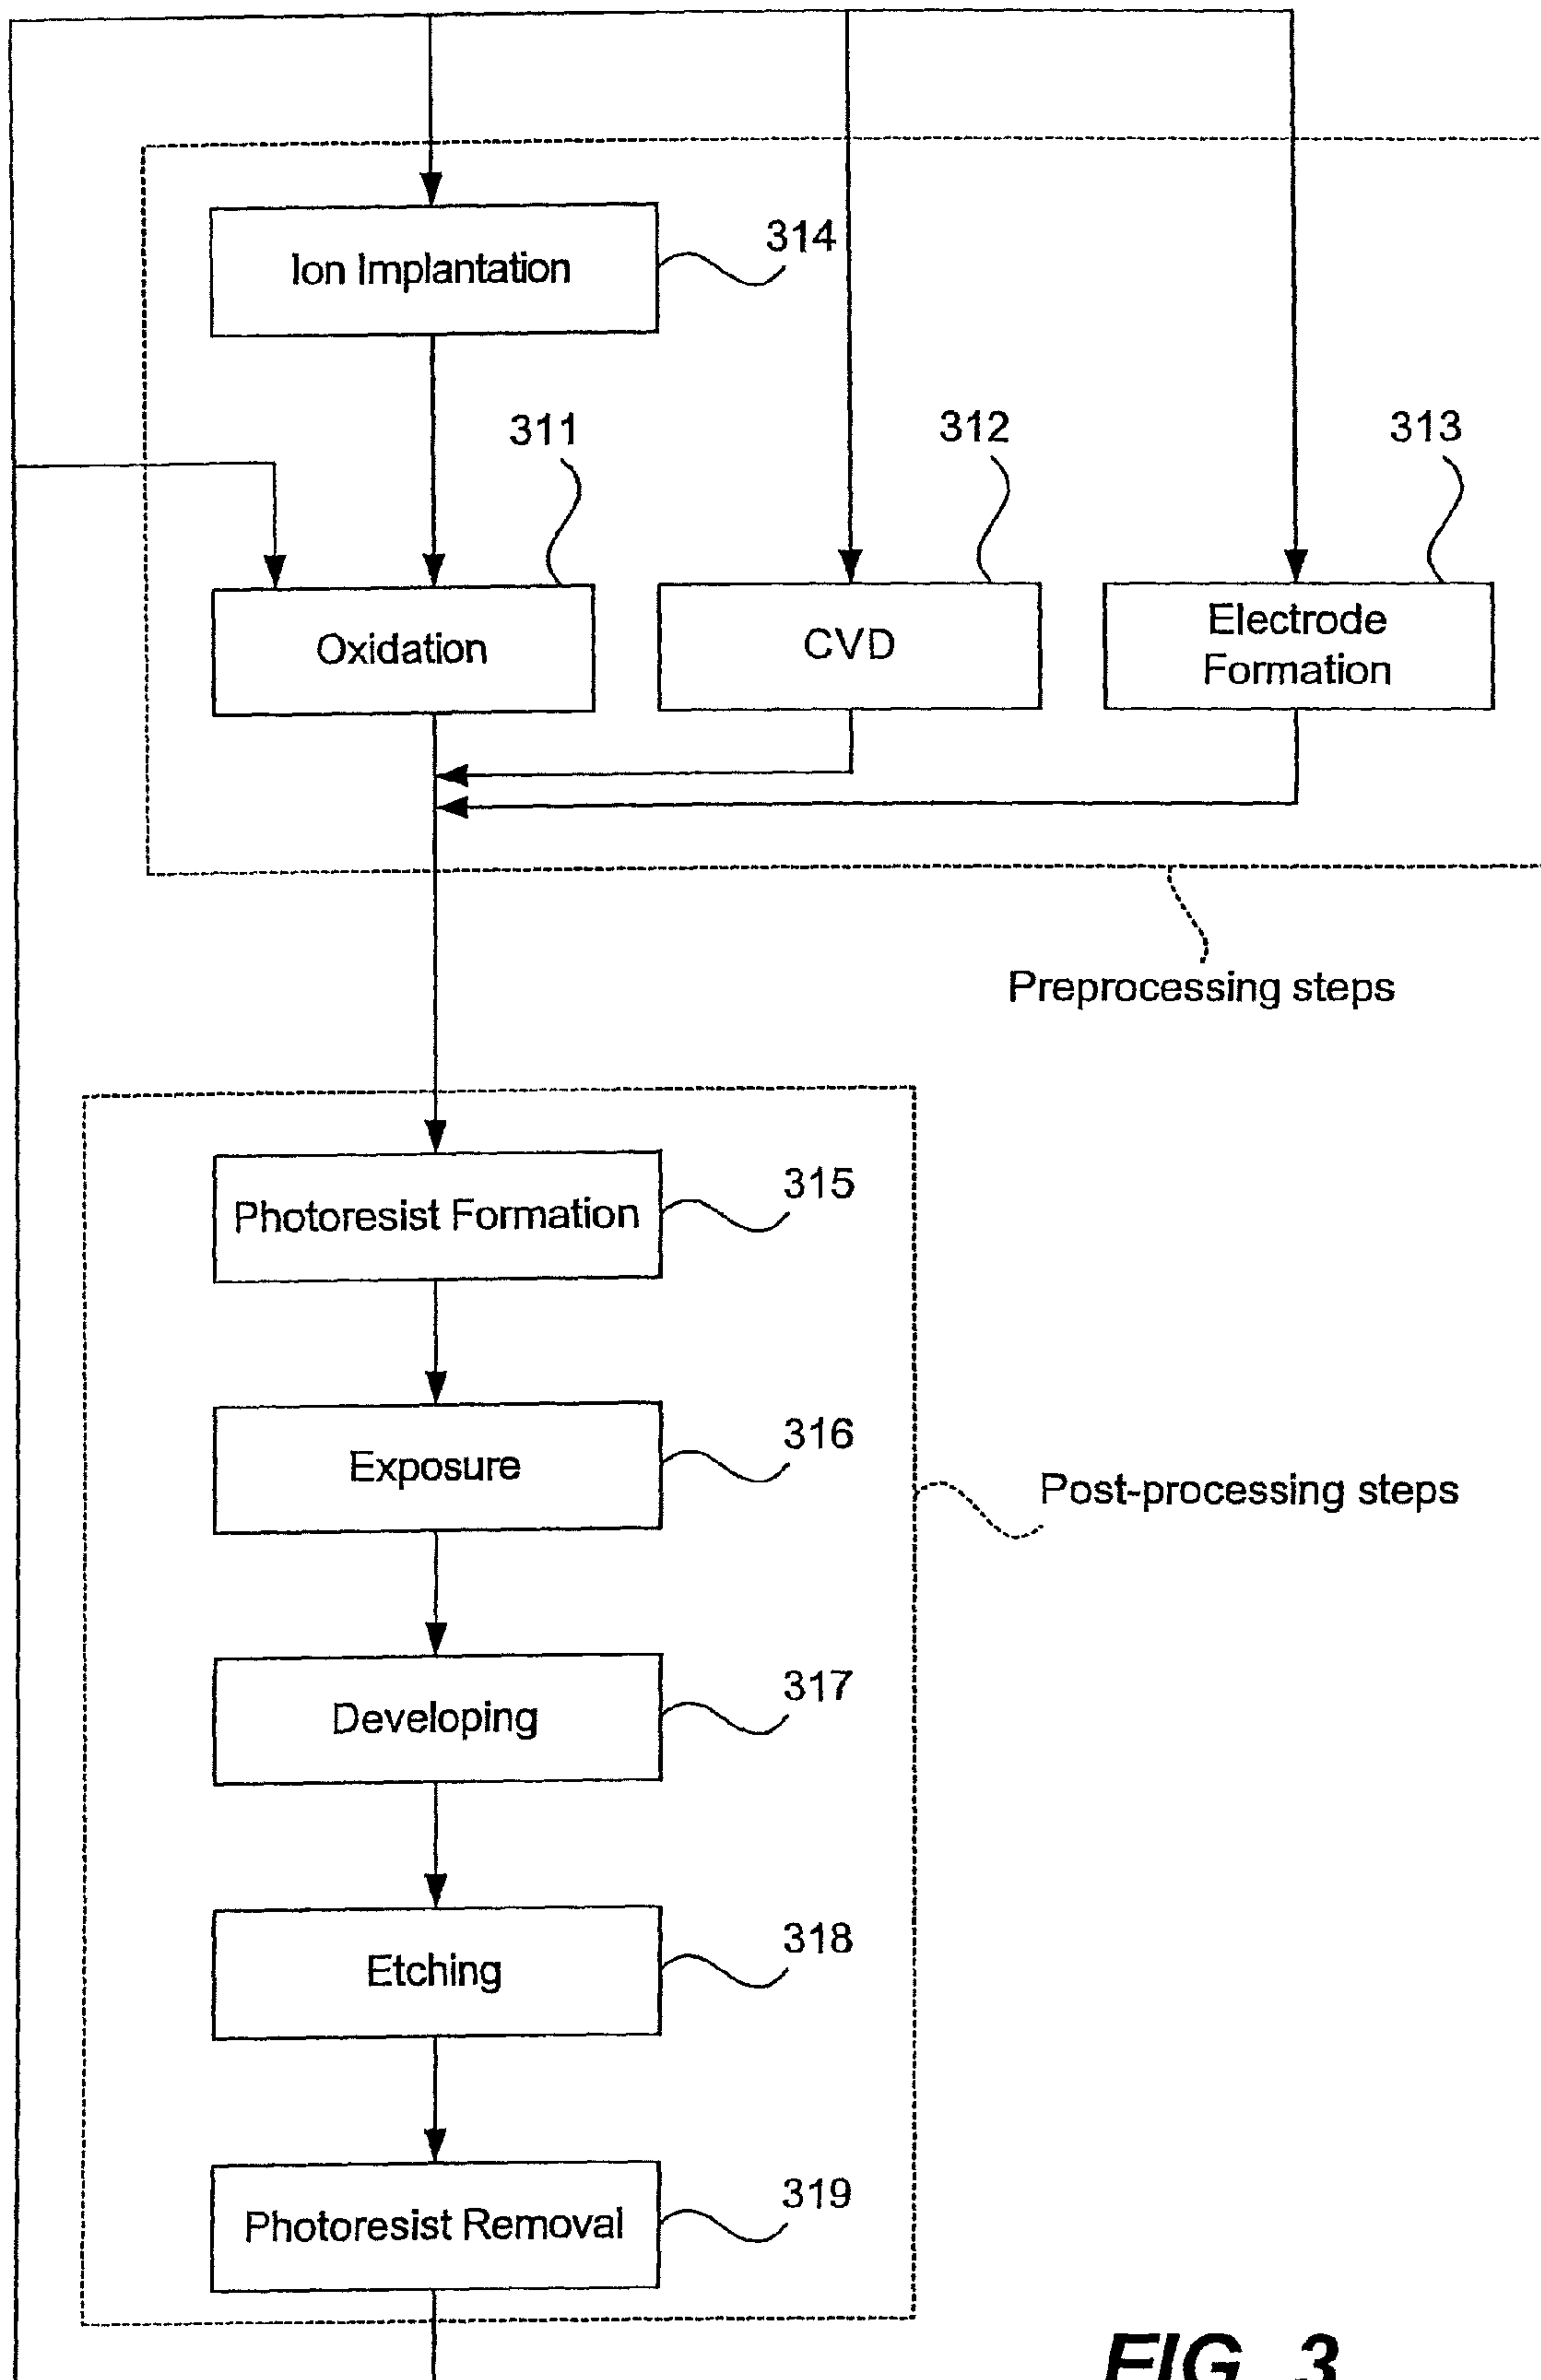 Ion Implantation
314
311
312
313
Oxidation
CVD
Electrode
Formation
Preprocessing steps
Photoresist Formation
315
Exposure
316
Post-processing steps
Developing
317
Etching
318
Photoresist Removal
319
FIG. 3